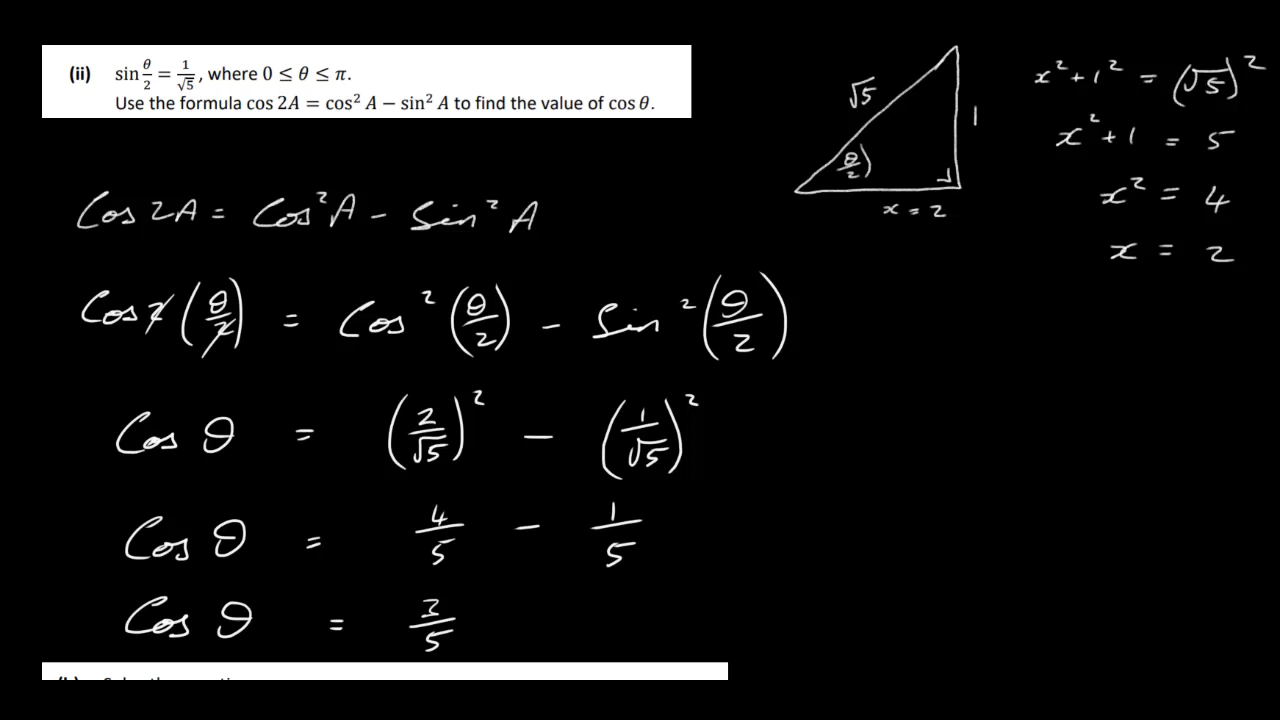 (ii) sin θ/2 = 1/√5, where 0 ≤ θ ≤ π.
Use the formula cos 2A = cos² A − sin² A to find the value of cos θ.
√5
θ/2
1
x = 2
x² + 1² = (√5)²
x² + 1 = 5
x² = 4
x = 2
Cos 2A = Cos² A - Sin² A
Cos 2(θ/2) = Cos² (θ/2) - Sin² (θ/2)
Cos θ = (2/√5)² - (1/√5)²
Cos θ = 4/5 - 1/5
Cos θ = 3/5